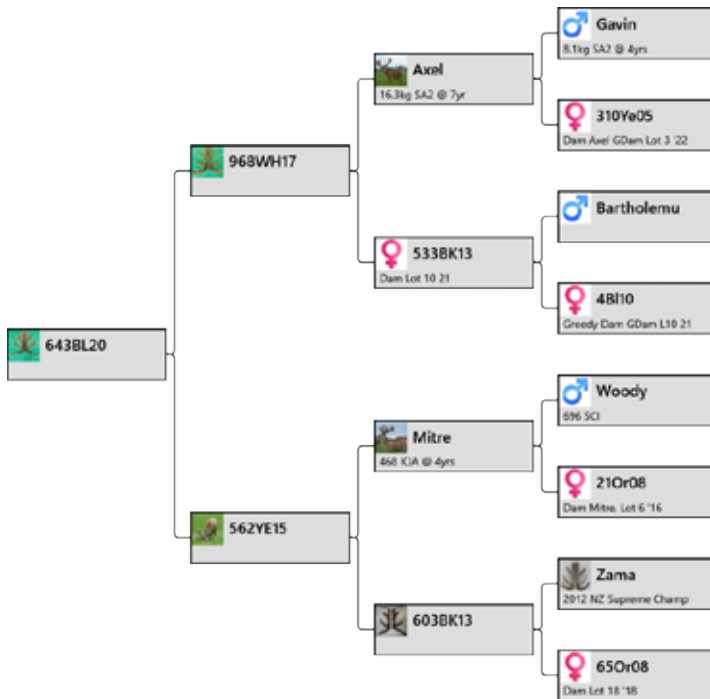 Gavin
8.1kg SA2 @ 4yrs
Axel
16.3kg SA2 @ 7yr
310Ye05
Dam Axel GDam Lot 3 '22
968WH17
Bartholemu
533BK13
Dam Lot 10 21
4Bl10
Greedy Dam GDam L10 21
643BL20
Woody
696 SCI
Mitre
468 ICIA @ 4yrs
21Or08
Dam Mitre, Lot 6 '16
562YE15
Zama
2012 NZ Supreme Champ
603BK13
65Or08
Dam Lot 18 '18